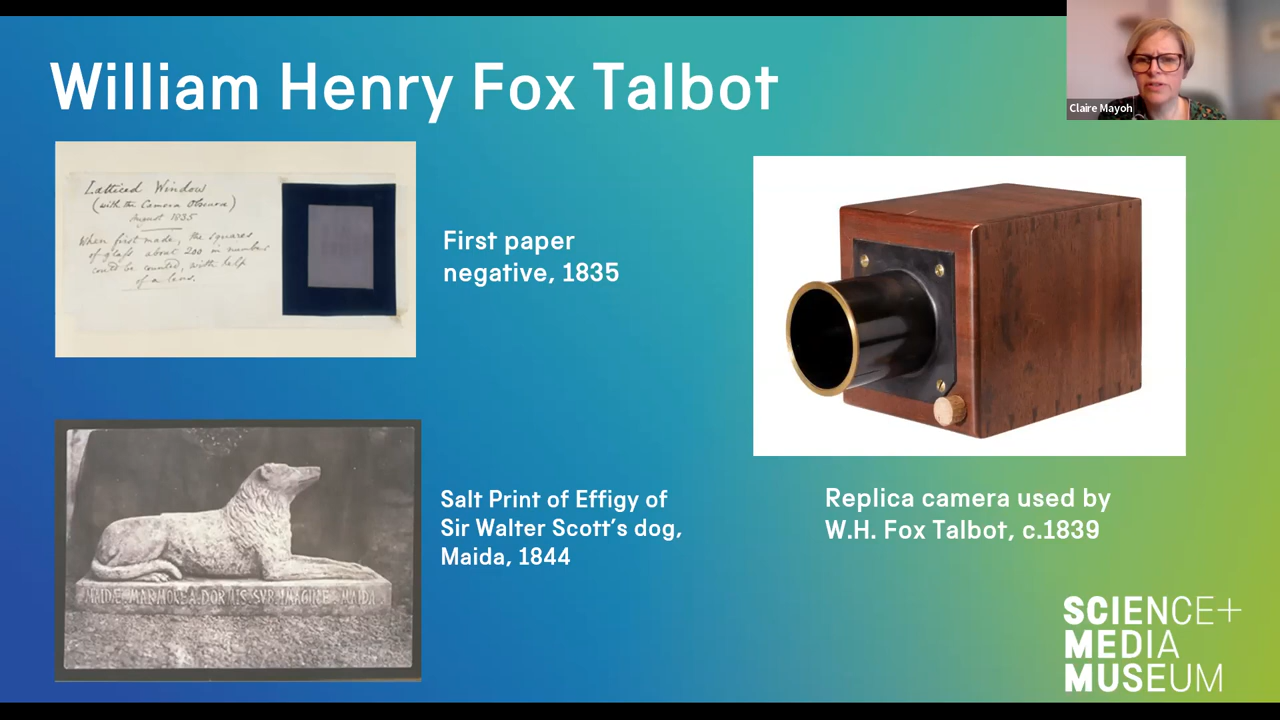 William Henry Fox Talbot
Claire Mayoh
Latticed Window
(with the Camera Obscura)
August 1835
When first made, the squares
of glass about 200 in number
could be counted, with help
of a lens.
First paper
negative, 1835
Salt Print of Effigy of
Sir Walter Scott's dog,
Maida, 1844
Replica camera used by
W.H. Fox Talbot, c.1839
SCIENCE+
MEDIA
MUSEUM